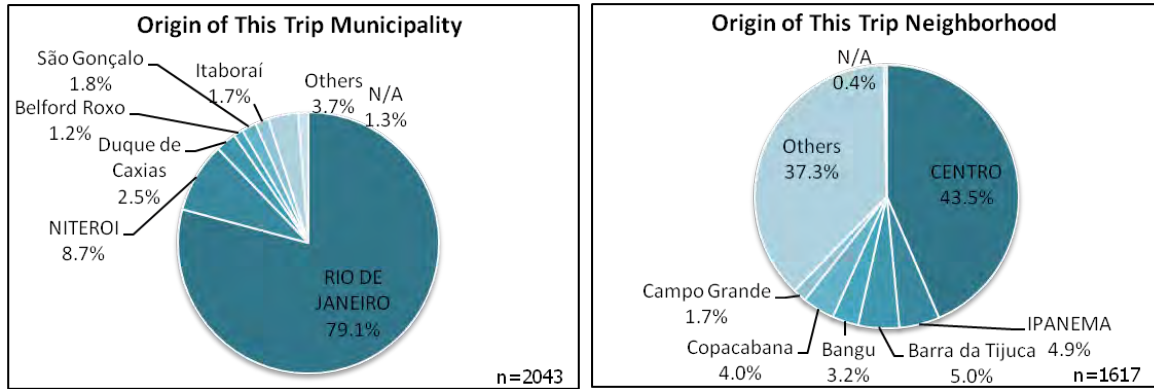 Origin of This Trip Municipality
São Gonçalo
1.8%
Itaboraí
1.7%
Others
3.7%
N/A
1.3%
Belford Roxo
1.2%
Duque de
Caxias
2.5%
NITEROI
8.7%
RIO DE
JANEIRO
79.1%
n=2043
Origin of This Trip Neighborhood
N/A
0.4%
Others
37.3%
CENTRO
43.5%
Campo Grande
1.7%
Copacabana
4.0%
Bangu
3.2%
Barra da Tijuca
5.0%
IPANEMA
4.9%
n=1617